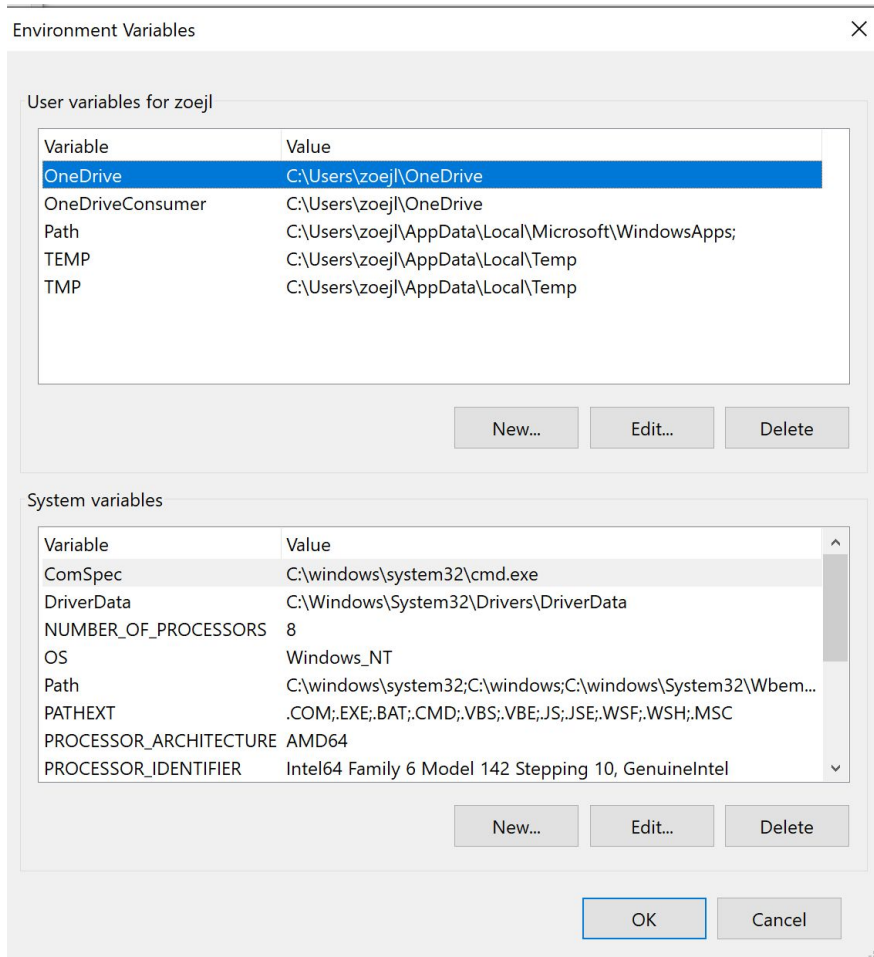 Environment Variables
User variables for zoejl
Variable Value
OneDrive C:\Users\zoejl\OneDrive
OneDriveConsumer C:\Users\zoejl\OneDrive
Path C:\Users\zoejl\AppData\Local\Microsoft\WindowsApps;
TEMP C:\Users\zoejl\AppData\Local\Temp
TMP C:\Users\zoejl\AppData\Local\Temp
New... Edit... Delete
System variables
Variable Value
ComSpec C:\windows\system32\cmd.exe
DriverData C:\Windows\System32\Drivers\DriverData
NUMBER_OF_PROCESSORS 8
OS Windows_NT
Path C:\windows\system32;C:\windows;C:\windows\System32\Wbem...
PATHEXT .COM;.EXE;.BAT;.CMD;.VBS;.VBE;.JS;.JSE;.WSF;.WSH;.MSC
PROCESSOR_ARCHITECTURE AMD64
PROCESSOR_IDENTIFIER Intel64 Family 6 Model 142 Stepping 10, GenuineIntel
New... Edit... Delete
OK Cancel